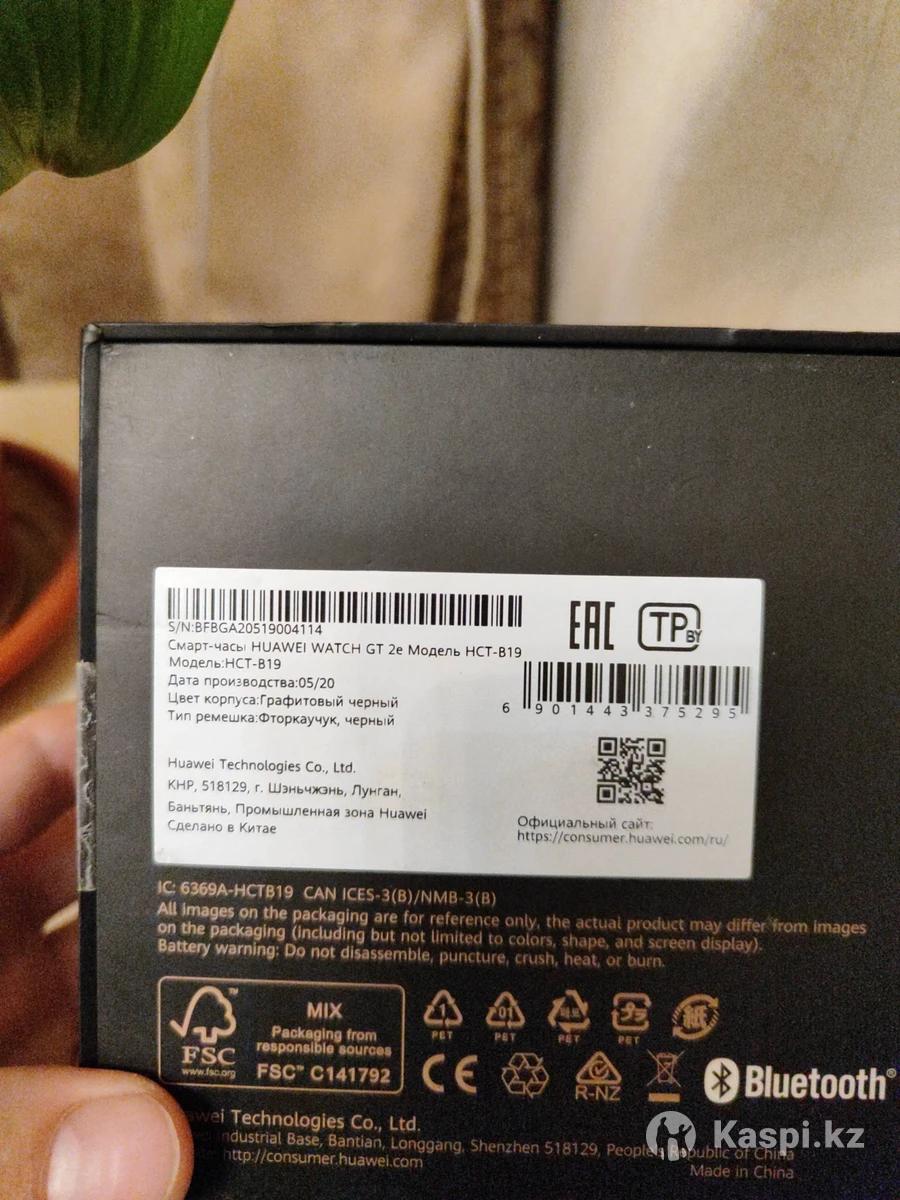 S/N:BFBGA20519004114
Смарт-часы HUAWEI WATCH GT 2e Модель HCT-B19
Модель:HCT-B19
Дата производства:05/20
Цвет корпуса:Графитовый черный
Тип ремешка:Фторкаучук, черный
EAC
TP BY
6 901443 375295
Huawei Technologies Co., Ltd.
КНР, 518129, г. Шэньчжэнь, Лунган,
Баньтянь, Промышленная зона Huawei
Сделано в Китае
Официальный сайт:
https://consumer.huawei.com/ru/
IC: 6369A-HCTB19 CAN ICES-3(B)/NMB-3(B)
All images on the packaging are for reference only, the actual product may differ from images
on the packaging (including but not limited to colors, shape, and screen display).
Battery warning: Do not disassemble, puncture, crush, heat, or burn.
FSC™
www.fsc.org
MIX
Packaging from
responsible sources
FSC™ C141792
1 PET
01 PET
PET
プラ PET
紙
CE
R-NZ
Bluetooth®
Technologies Co., Ltd.
Industrial Base, Bantian, Longgang, Shenzhen 518129, People's Republic of China
http://consumer.huawei.com
Made in China
Kaspi.kz